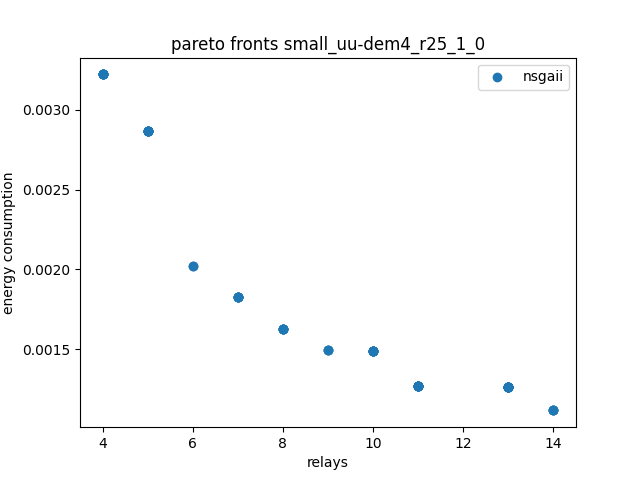 pareto fronts small_uu-dem4_r25_1_0
nsgaii
0.0030
0.0025
0.0020
0.0015
energy consumption
4 6 8 10 12 14
relays